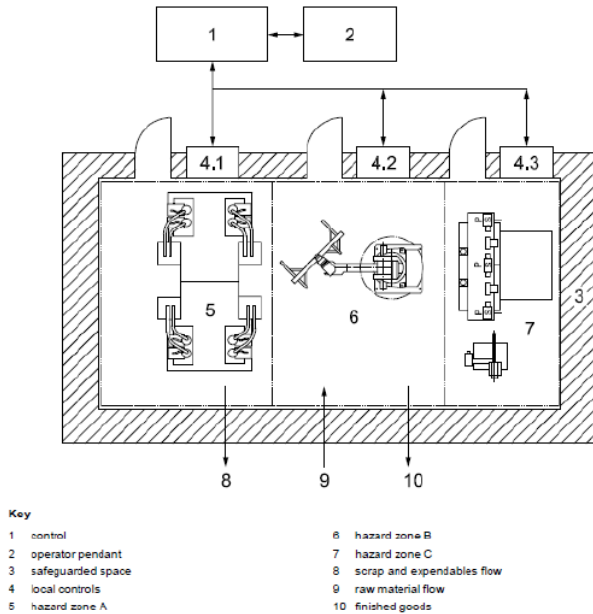 1
2
4.1
4.2
4.3
3
5
6
7
P
S
P
S
P
S
8
9
10
Key
1 control
2 operator pendant
3 safeguarded space
4 local controls
5 hazard zone A
6 hazard zone B
7 hazard zone C
8 scrap and expendables flow
9 raw material flow
10 finished goods